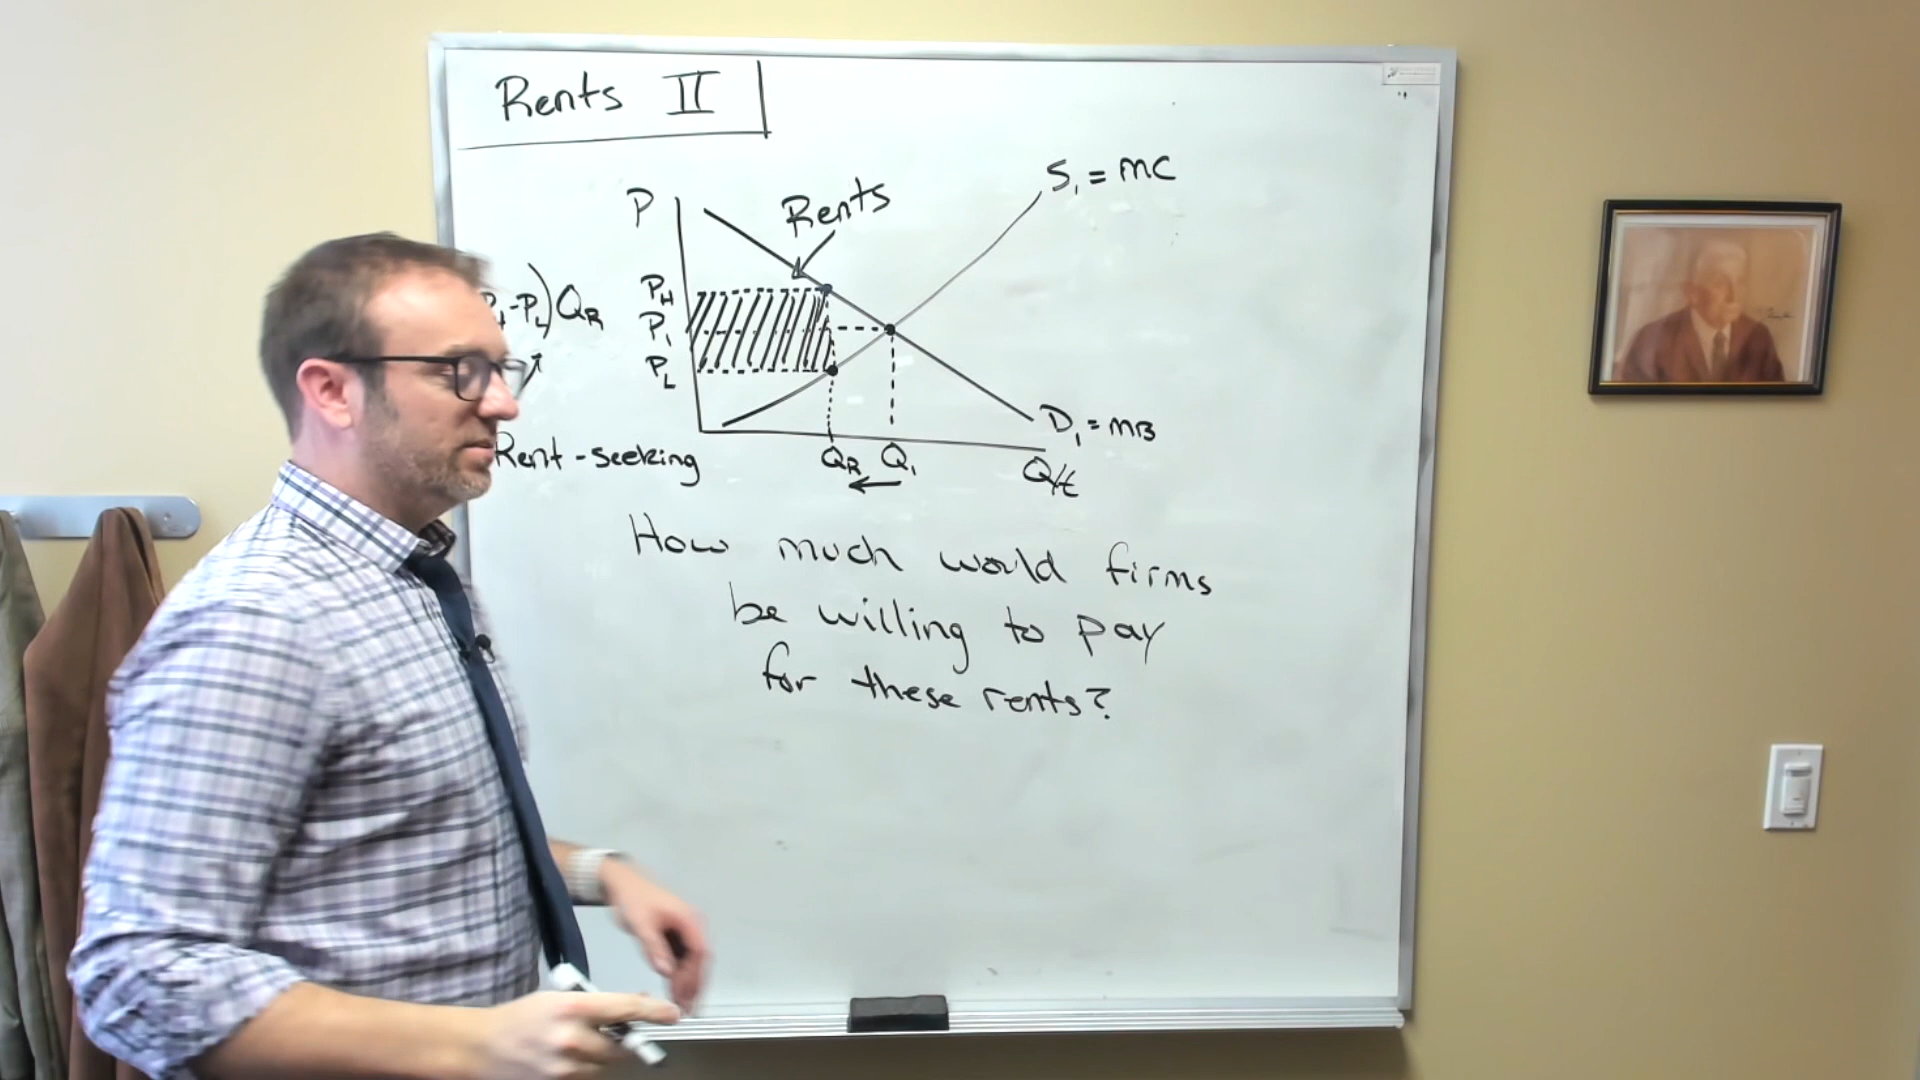 Rents II
P
Rents
S₁ = MC
P_H
-P_L) Q_R
P₁
P_L
D₁ = MB
Rent-seeking
Q_R Q₁
Q/t
How much would firms
be willing to pay
for these rents?